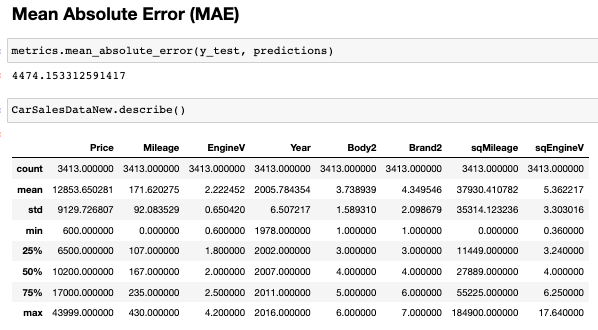 Mean Absolute Error (MAE)
metrics.mean_absolute_error(y_test, predictions)
4474.153312591417
CarSalesDataNew.describe()
Price Mileage EngineV Year Body2 Brand2 sqMileage sqEngineV
count 3413.000000 3413.000000 3413.000000 3413.000000 3413.000000 3413.000000 3413.000000 3413.000000
mean 12853.650281 171.620275 2.222452 2005.784354 3.738939 4.349546 37930.410782 5.362217
std 9129.726807 92.083529 0.650420 6.507217 1.589310 2.098679 35314.123236 3.303016
min 600.000000 0.000000 0.600000 1978.000000 1.000000 1.000000 0.000000 0.360000
25% 6500.000000 107.000000 1.800000 2002.000000 3.000000 3.000000 11449.000000 3.240000
50% 10200.000000 167.000000 2.000000 2007.000000 4.000000 4.000000 27889.000000 4.000000
75% 17000.000000 235.000000 2.500000 2011.000000 5.000000 6.000000 55225.000000 6.250000
max 43999.000000 430.000000 4.200000 2016.000000 6.000000 7.000000 184900.000000 17.640000